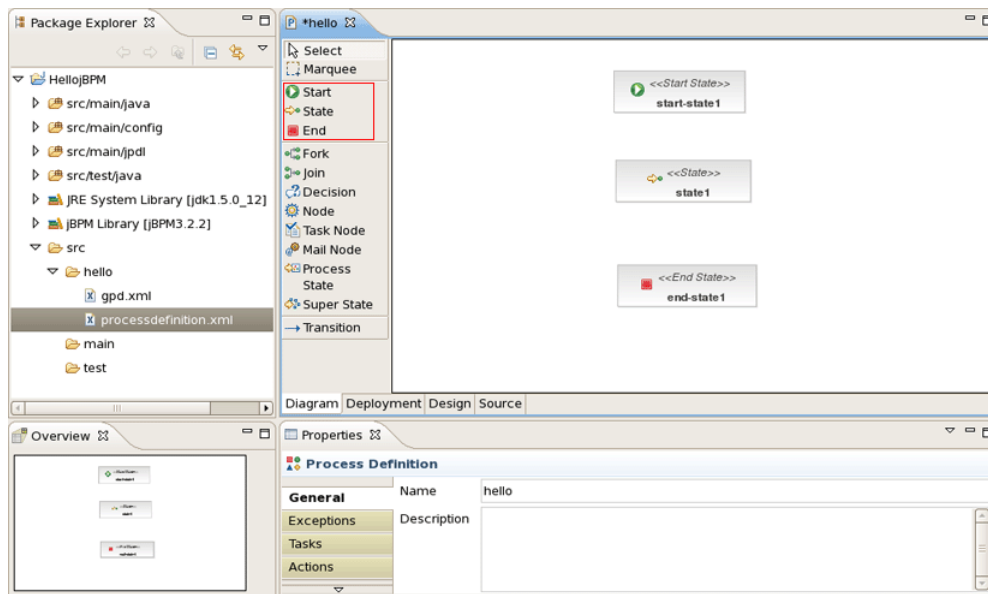 Package Explorer
HellojBPM
src/main/java
src/main/config
src/main/jpdl
src/test/java
JRE System Library [jdk1.5.0_12]
jBPM Library [jBPM3.2.2]
src
hello
gpd.xml
processdefinition.xml
main
test
*hello
Select
Marquee
Start
State
End
Fork
Join
Decision
Node
Task Node
Mail Node
Process
State
Super State
Transition
<<Start State>>
start-state1
<<State>>
state1
<<End State>>
end-state1
Diagram Deployment Design Source
Overview
Properties
Process Definition
General
Exceptions
Tasks
Actions
Name
hello
Description